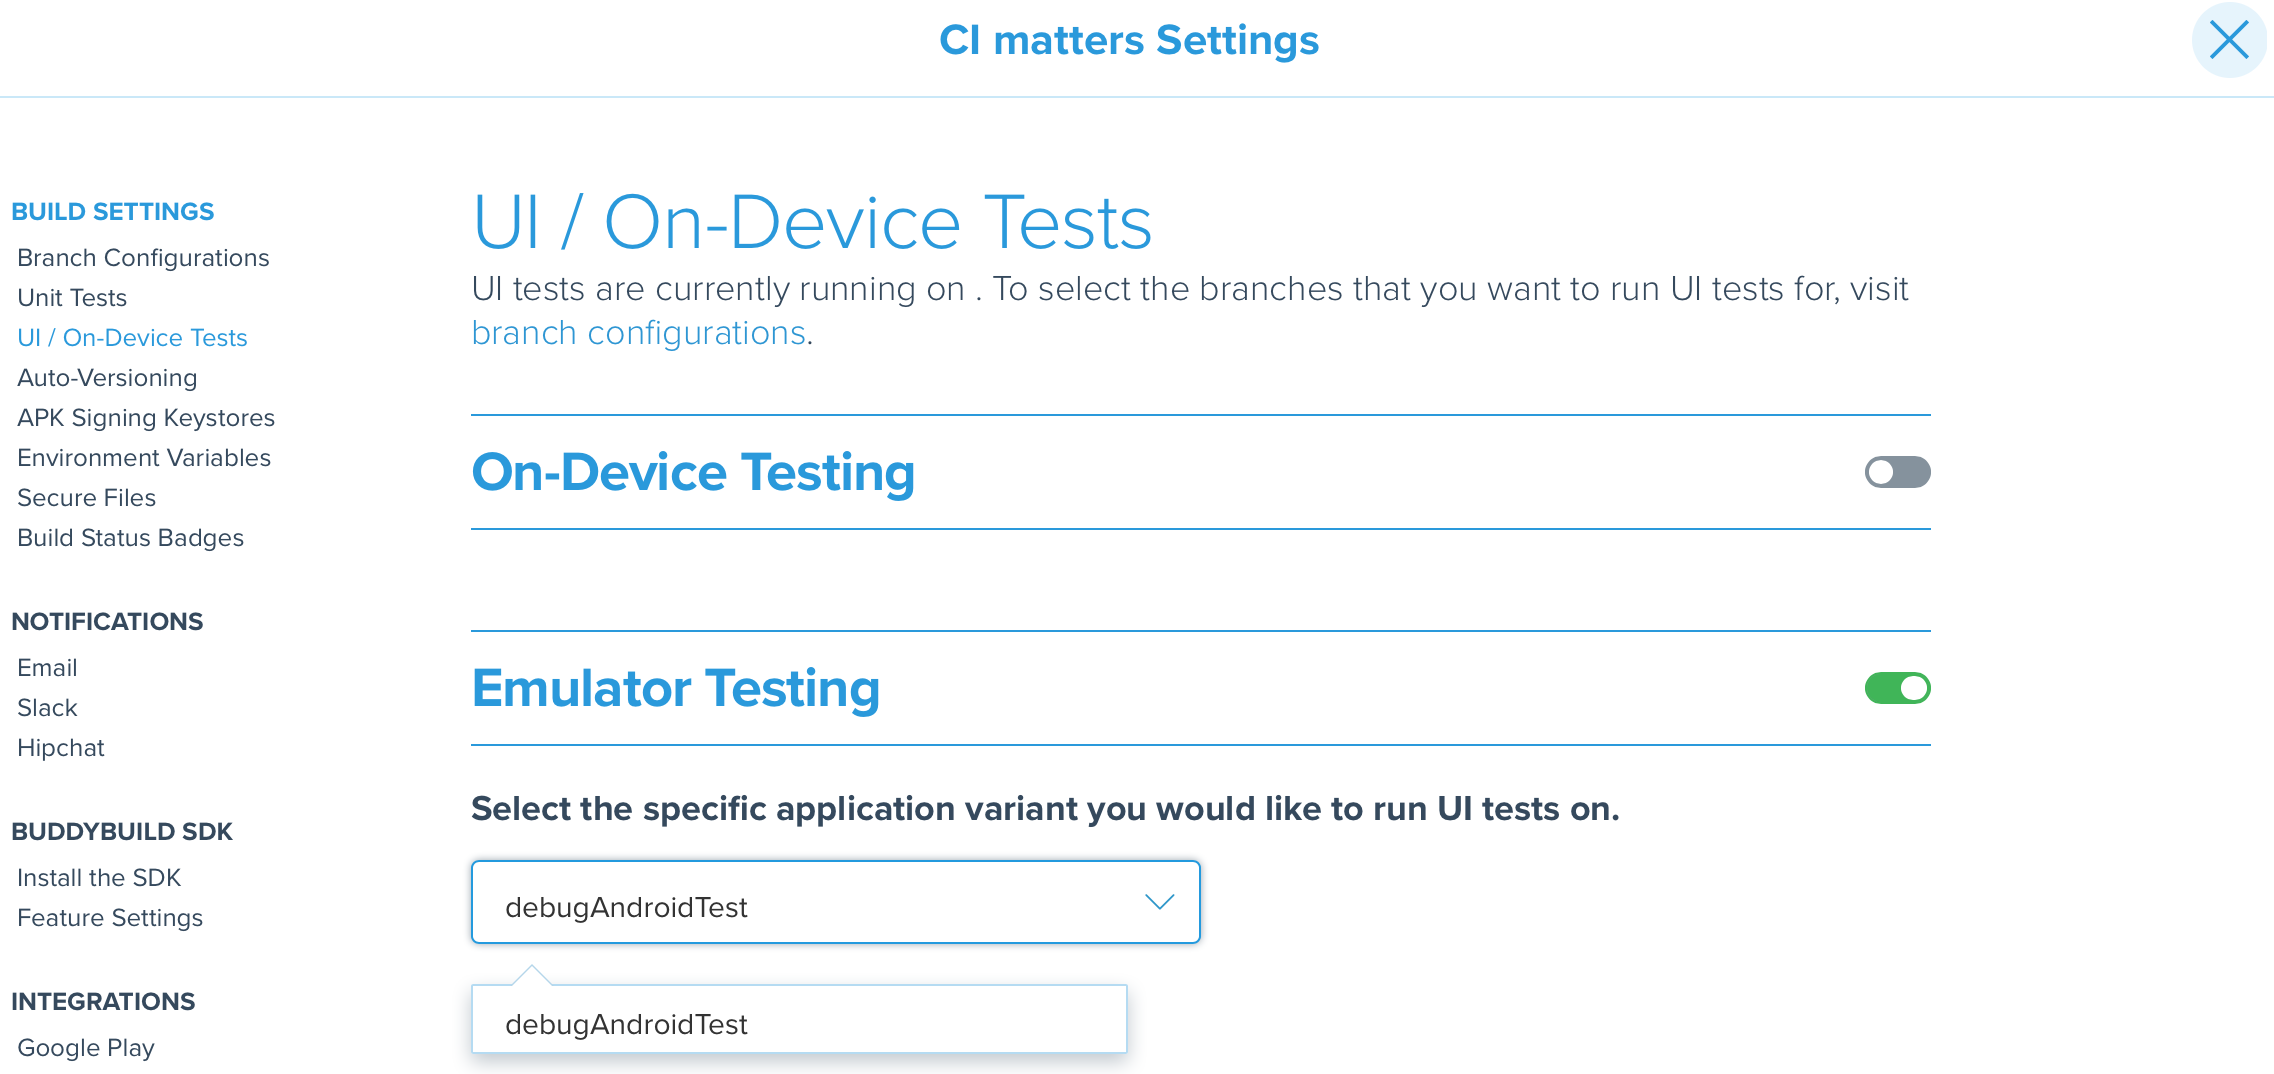 CI matters Settings
BUILD SETTINGS
Branch Configurations
Unit Tests
UI / On-Device Tests
Auto-Versioning
APK Signing Keystores
Environment Variables
Secure Files
Build Status Badges
NOTIFICATIONS
Email
Slack
Hipchat
BUDDYBUILD SDK
Install the SDK
Feature Settings
INTEGRATIONS
Google Play
UI / On-Device Tests
UI tests are currently running on . To select the branches that you want to run UI tests for, visit
branch configurations.
On-Device Testing
Emulator Testing
Select the specific application variant you would like to run UI tests on.
debugAndroidTest
debugAndroidTest